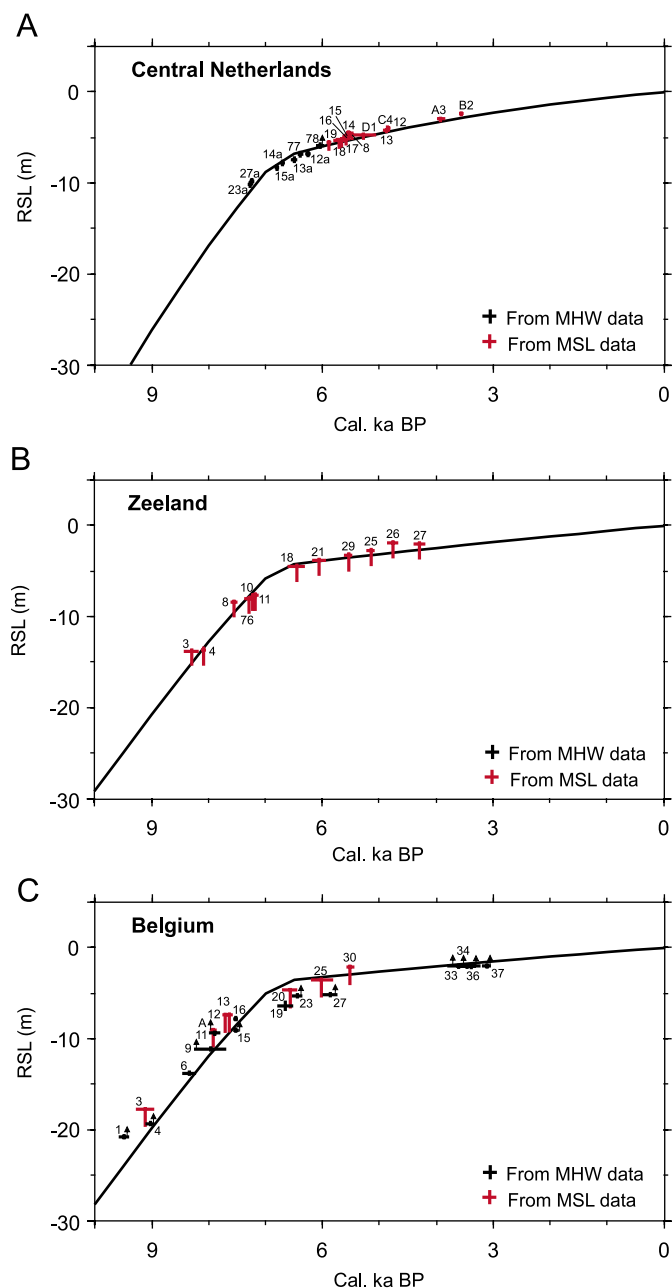 A
Central Netherlands
0
-10
-20
-30
RSL (m)
15
16
14
D1
C4
12
A3
B2
19
78
77
14a
27a
23a
15a
13a
12a
18
17
8
13
From MHW data
From MSL data
9
6
3
0
Cal. ka BP
B
Zeeland
0
-10
-20
-30
RSL (m)
3
4
8
10
11
76
18
21
29
25
26
27
From MHW data
From MSL data
9
6
3
0
Cal. ka BP
C
Belgium
0
-10
-20
-30
RSL (m)
1
3
4
6
9
A
11
12
13
16
15
20
19
23
25
27
30
33
34
36
37
From MHW data
From MSL data
9
6
3
0
Cal. ka BP